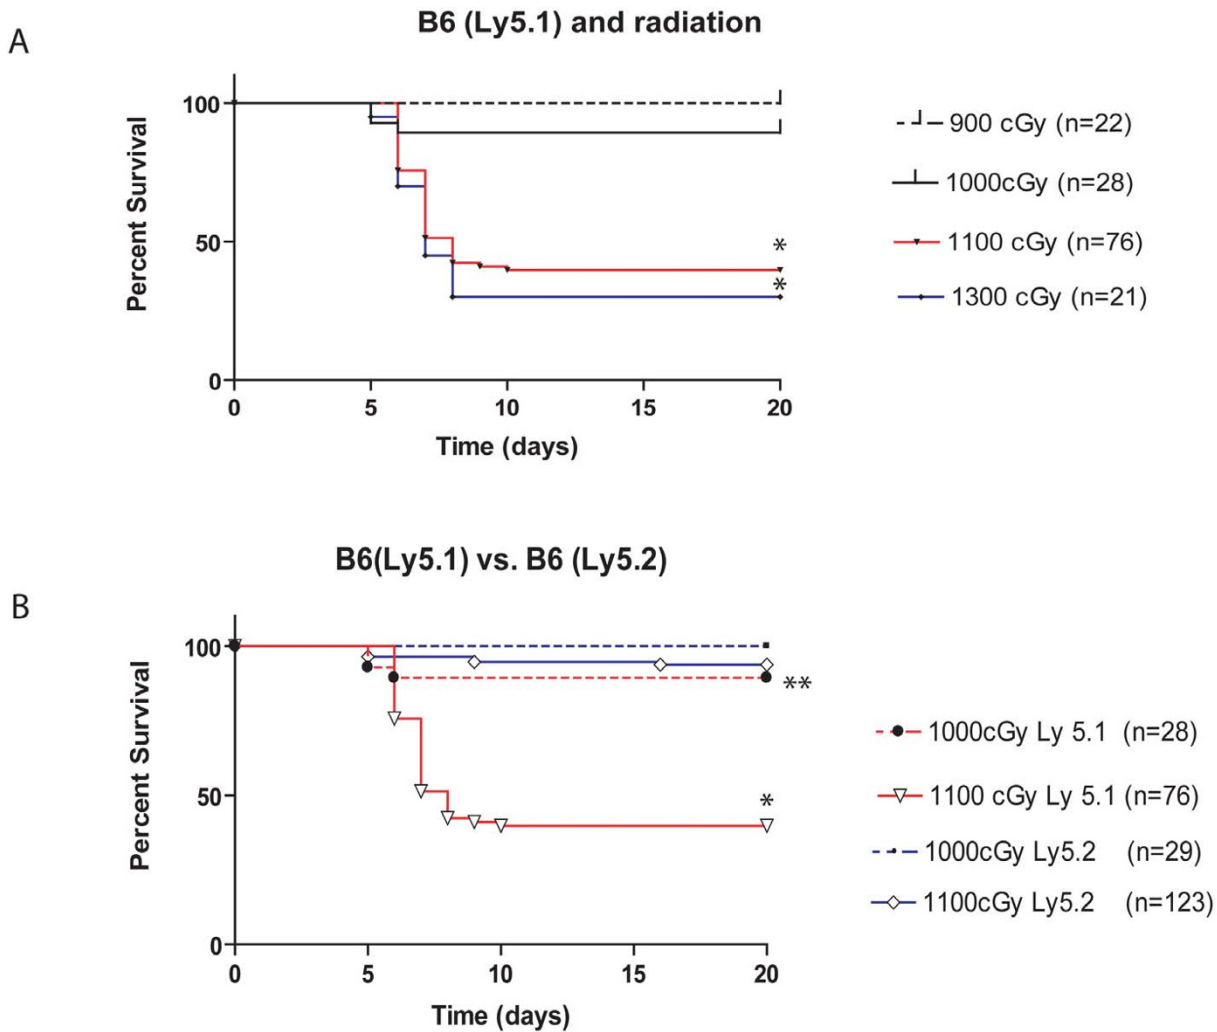 A
B6 (Ly5.1) and radiation
Percent Survival
100
50
0
0 5 10 15 20
Time (days)
*
*
900 cGy (n=22)
1000cGy (n=28)
1100 cGy (n=76)
1300 cGy (n=21)
B
B6(Ly5.1) vs. B6 (Ly5.2)
Percent Survival
100
50
0
0 5 10 15 20
Time (days)
**
*
1000cGy Ly 5.1 (n=28)
1100 cGy Ly 5.1 (n=76)
1000cGy Ly5.2 (n=29)
1100cGy Ly5.2 (n=123)